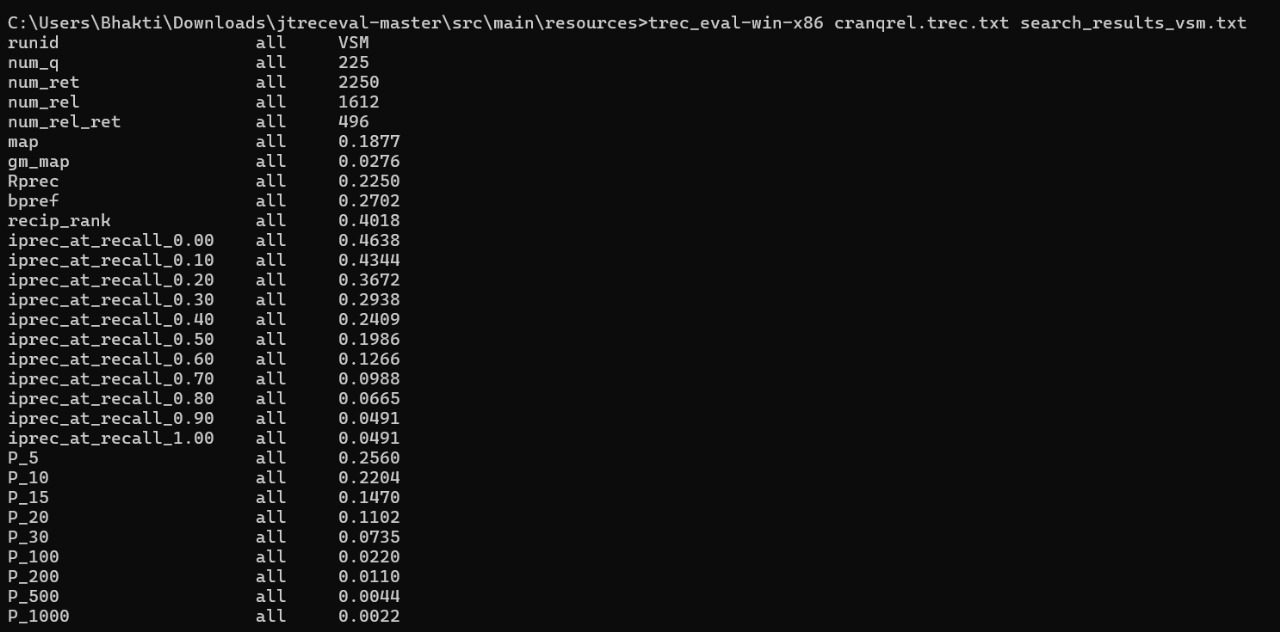 C:\Users\Bhakti\Downloads\jtreceval-master\src\main\resources>trec_eval-win-x86 cranqrel.trec.txt search_results_vsm.txt
runid all VSM
num_q all 225
num_ret all 2250
num_rel all 1612
num_rel_ret all 496
map all 0.1877
gm_map all 0.0276
Rprec all 0.2250
bpref all 0.2702
recip_rank all 0.4018
iprec_at_recall_0.00 all 0.4638
iprec_at_recall_0.10 all 0.4344
iprec_at_recall_0.20 all 0.3672
iprec_at_recall_0.30 all 0.2938
iprec_at_recall_0.40 all 0.2409
iprec_at_recall_0.50 all 0.1986
iprec_at_recall_0.60 all 0.1266
iprec_at_recall_0.70 all 0.0988
iprec_at_recall_0.80 all 0.0665
iprec_at_recall_0.90 all 0.0491
iprec_at_recall_1.00 all 0.0491
P_5 all 0.2560
P_10 all 0.2204
P_15 all 0.1470
P_20 all 0.1102
P_30 all 0.0735
P_100 all 0.0220
P_200 all 0.0110
P_500 all 0.0044
P_1000 all 0.0022